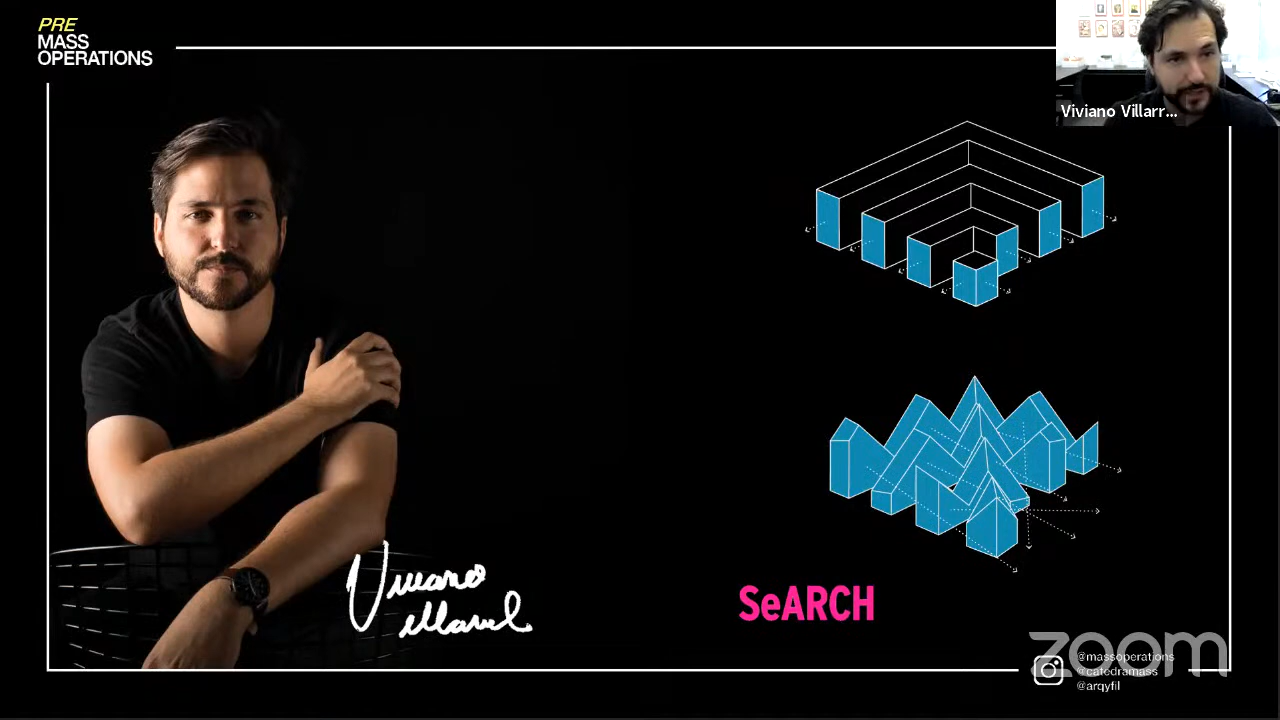 PRE
MASS
OPERATIONS
Viviano Villarr...
Viviano
Villarreal
SeARCH
zoom
@massoperations
@catedramass
@arqyfil